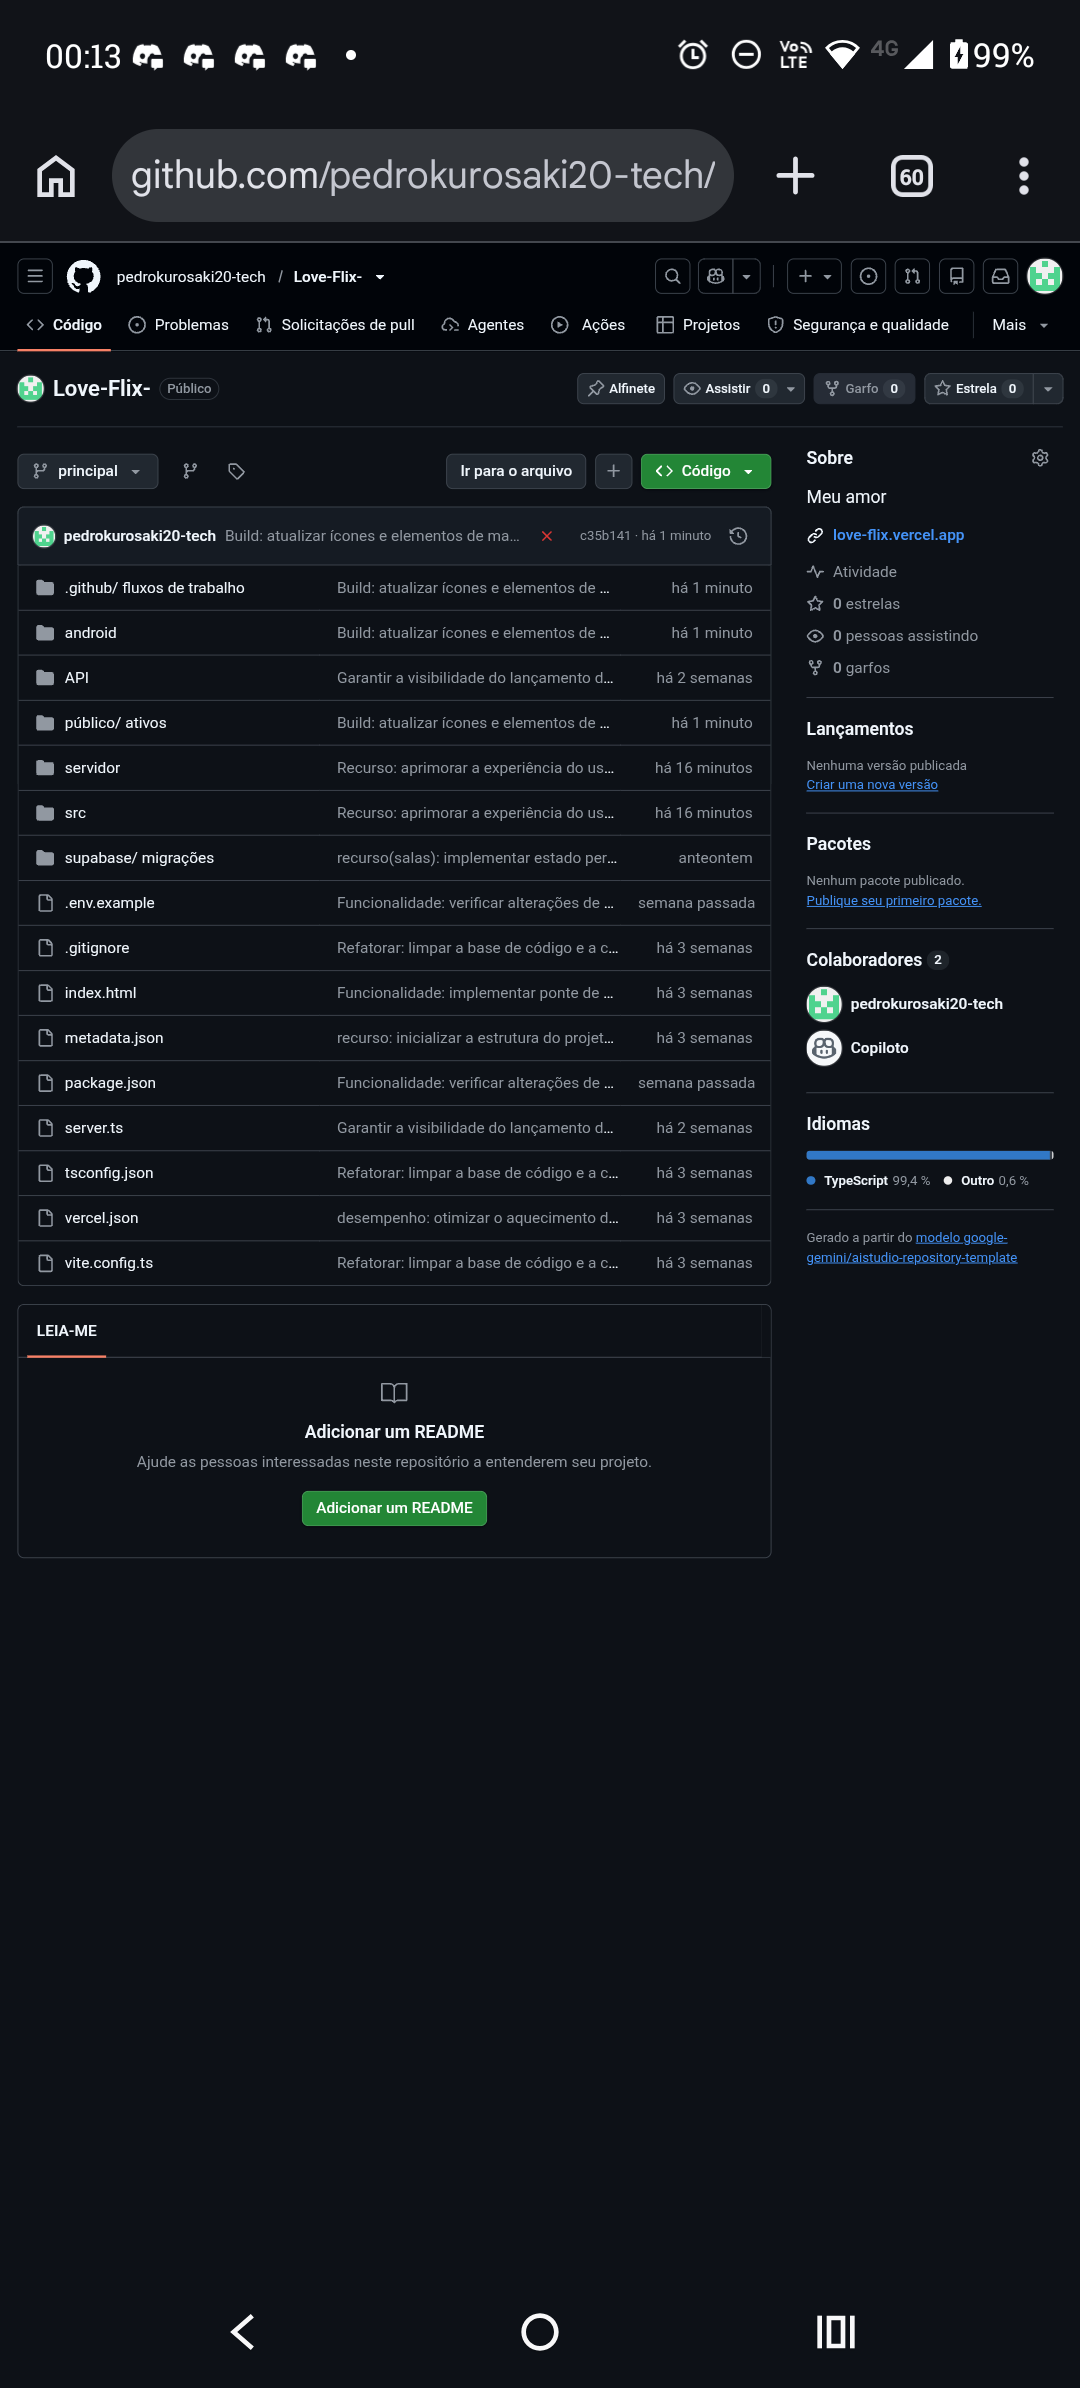 00:13
Vo LTE 4G 99%
github.com/pedrokurosaki20-tech/
60
pedrokurosaki20-tech / Love-Flix-
Código Problemas Solicitações de pull Agentes Ações Projetos Segurança e qualidade Mais
Love-Flix- Público
Alfinete Assistir 0 Garfo 0 Estrela 0
principal Ir para o arquivo Código
pedrokurosaki20-tech Build: atualizar ícones e elementos de ma... c35b141 · há 1 minuto
.github/ fluxos de trabalho Build: atualizar ícones e elementos de ... há 1 minuto
android Build: atualizar ícones e elementos de ... há 1 minuto
API Garantir a visibilidade do lançamento d... há 2 semanas
público/ ativos Build: atualizar ícones e elementos de ... há 1 minuto
servidor Recurso: aprimorar a experiência do us... há 16 minutos
src Recurso: aprimorar a experiência do us... há 16 minutos
supabase/ migrações recurso(salas): implementar estado per... anteontem
.env.example Funcionalidade: verificar alterações de ... semana passada
.gitignore Refatorar: limpar a base de código e a c... há 3 semanas
index.html Funcionalidade: implementar ponte de ... há 3 semanas
metadata.json recurso: inicializar a estrutura do projet... há 3 semanas
package.json Funcionalidade: verificar alterações de ... semana passada
server.ts Garantir a visibilidade do lançamento d... há 2 semanas
tsconfig.json Refatorar: limpar a base de código e a c... há 3 semanas
vercel.json desempenho: otimizar o aquecimento d... há 3 semanas
vite.config.ts Refatorar: limpar a base de código e a c... há 3 semanas
LEIA-ME
Adicionar um README
Ajude as pessoas interessadas neste repositório a entenderem seu projeto.
Adicionar um README
Sobre
Meu amor
love-flix.vercel.app
Atividade
0 estrelas
0 pessoas assistindo
0 garfos
Lançamentos
Nenhuma versão publicada
Criar uma nova versão
Pacotes
Nenhum pacote publicado.
Publique seu primeiro pacote.
Colaboradores 2
pedrokurosaki20-tech
Copiloto
Idiomas
TypeScript 99,4 % Outro 0,6 %
Gerado a partir do modelo google-
gemini/aistudio-repository-template